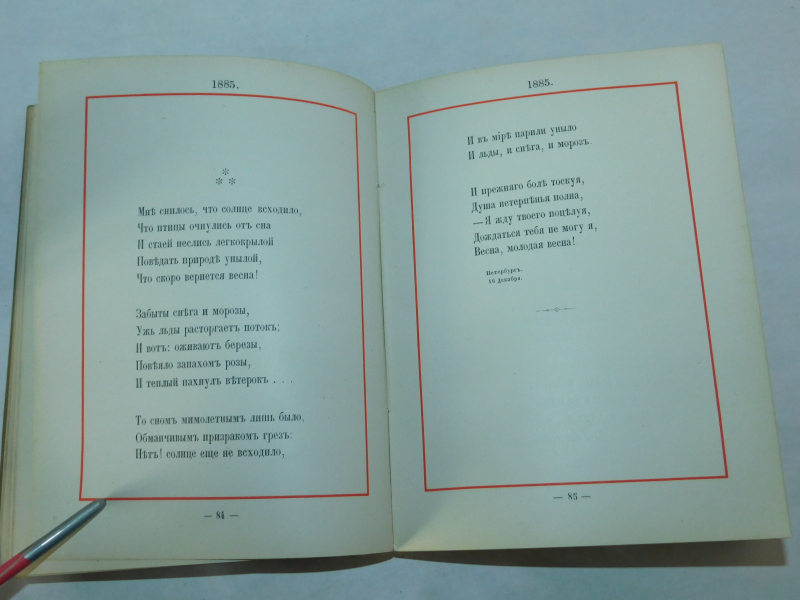 1885.
*
* *
Мнѣ снилось, что солнце всходило,
Что птицы очнулись отъ сна
И стаей неслись легкокрылой
Повѣдать природѣ унылой,
Что скоро вернется весна!
Забыты снѣга и морозы,
Ужь льды расторгаетъ потокъ;
И вотъ: оживаютъ березы,
Повѣяло запахомъ розы,
И теплый пахнулъ вѣтерокъ . . .
То сномъ мимолетнымъ лишь было,
Обманчивымъ призракомъ грезъ:
Нѣтъ! солнце еще не всходило,
— 84 —
1885.
И въ мірѣ царили уныло
И льды, и снѣга, и морозъ.
И прежняго болѣ тоскуя,
Душа нетерпѣнья полна,
—Я жду твоего поцѣлуя,
Дождаться тебя не могу я,
Весна, молодая весна!
Петербургъ.
16 Декабря.
— 85 —